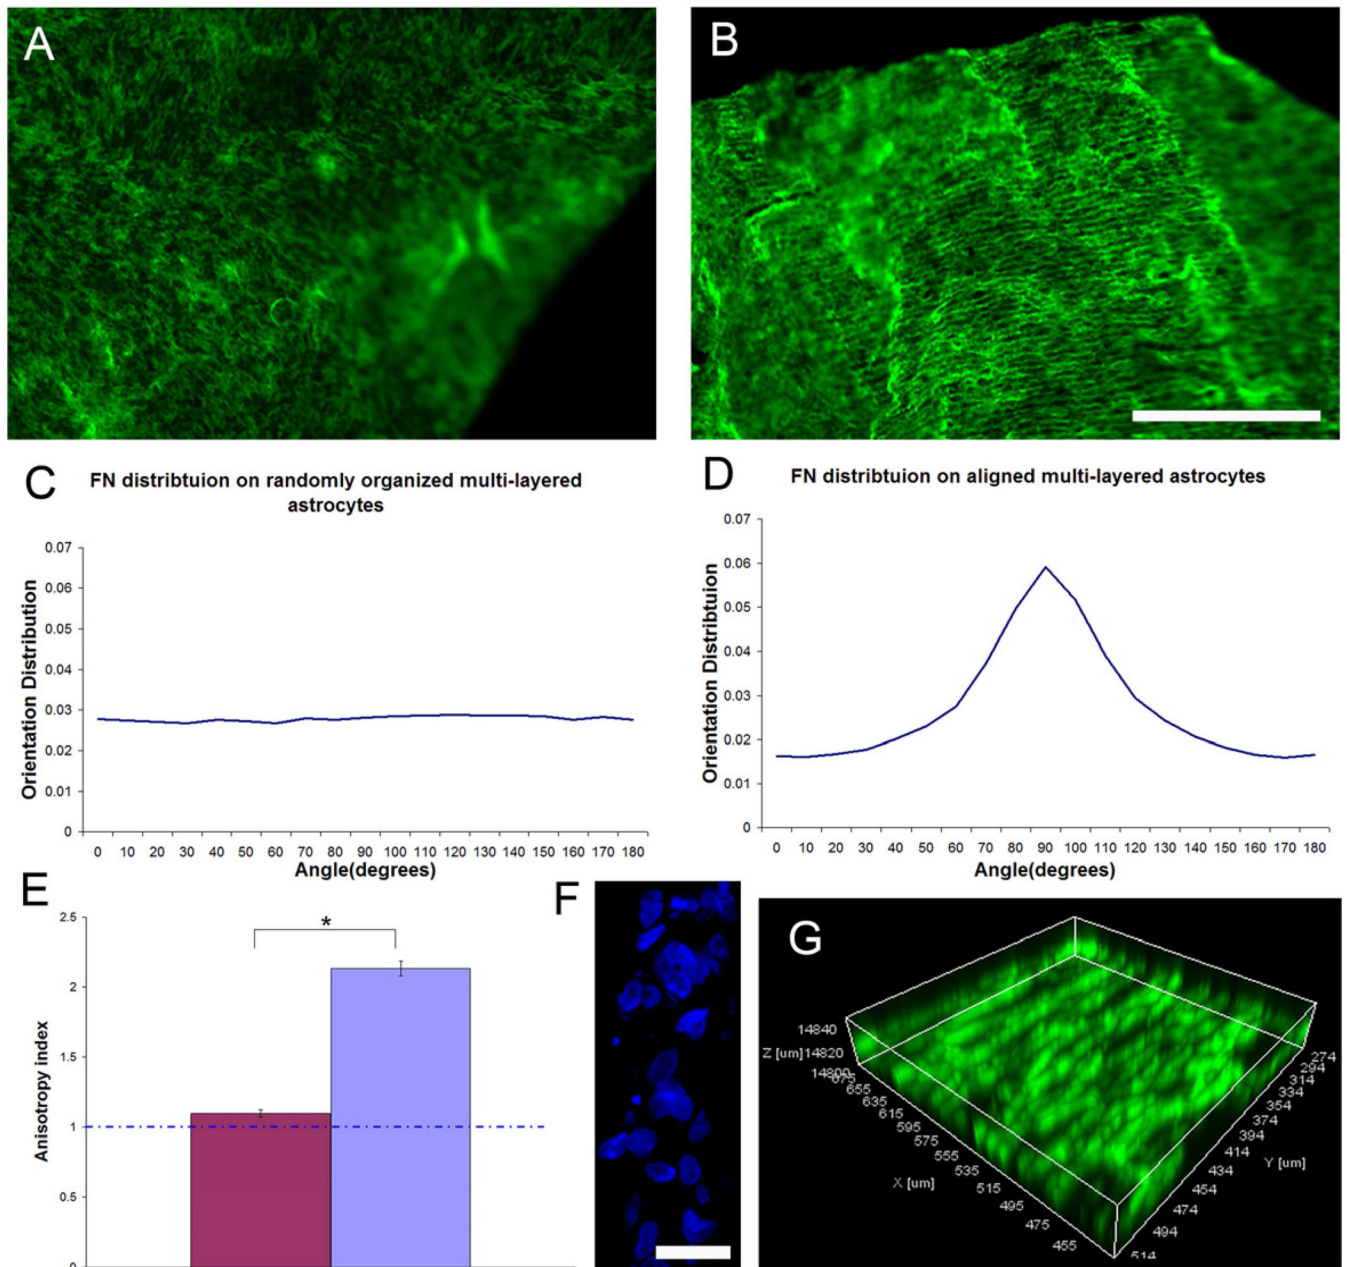 A
B
C
FN distribtuion on randomly organized multi-layered
astrocytes
Orientation Distribution
0.07
0.06
0.05
0.04
0.03
0.02
0.01
0
0 10 20 30 40 50 60 70 80 90 100 110 120 130 140 150 160 170 180
Angle(degrees)
D
FN distribtuion on aligned multi-layered astrocytes
Orientation Distribtuion
0.07
0.06
0.05
0.04
0.03
0.02
0.01
0
0 10 20 30 40 50 60 70 80 90 100 110 120 130 140 150 160 170 180
Angle(degrees)
E
Anisotropy index
2.5
2
1.5
1
0.5
0
*
F
G
14840
Z [um] 14820
14800
675
655
635
615
595
575
555
535
515
495
475
455
X [um]
274
294
314
334
354
374
394
414
434
454
474
494
514
Y [um]